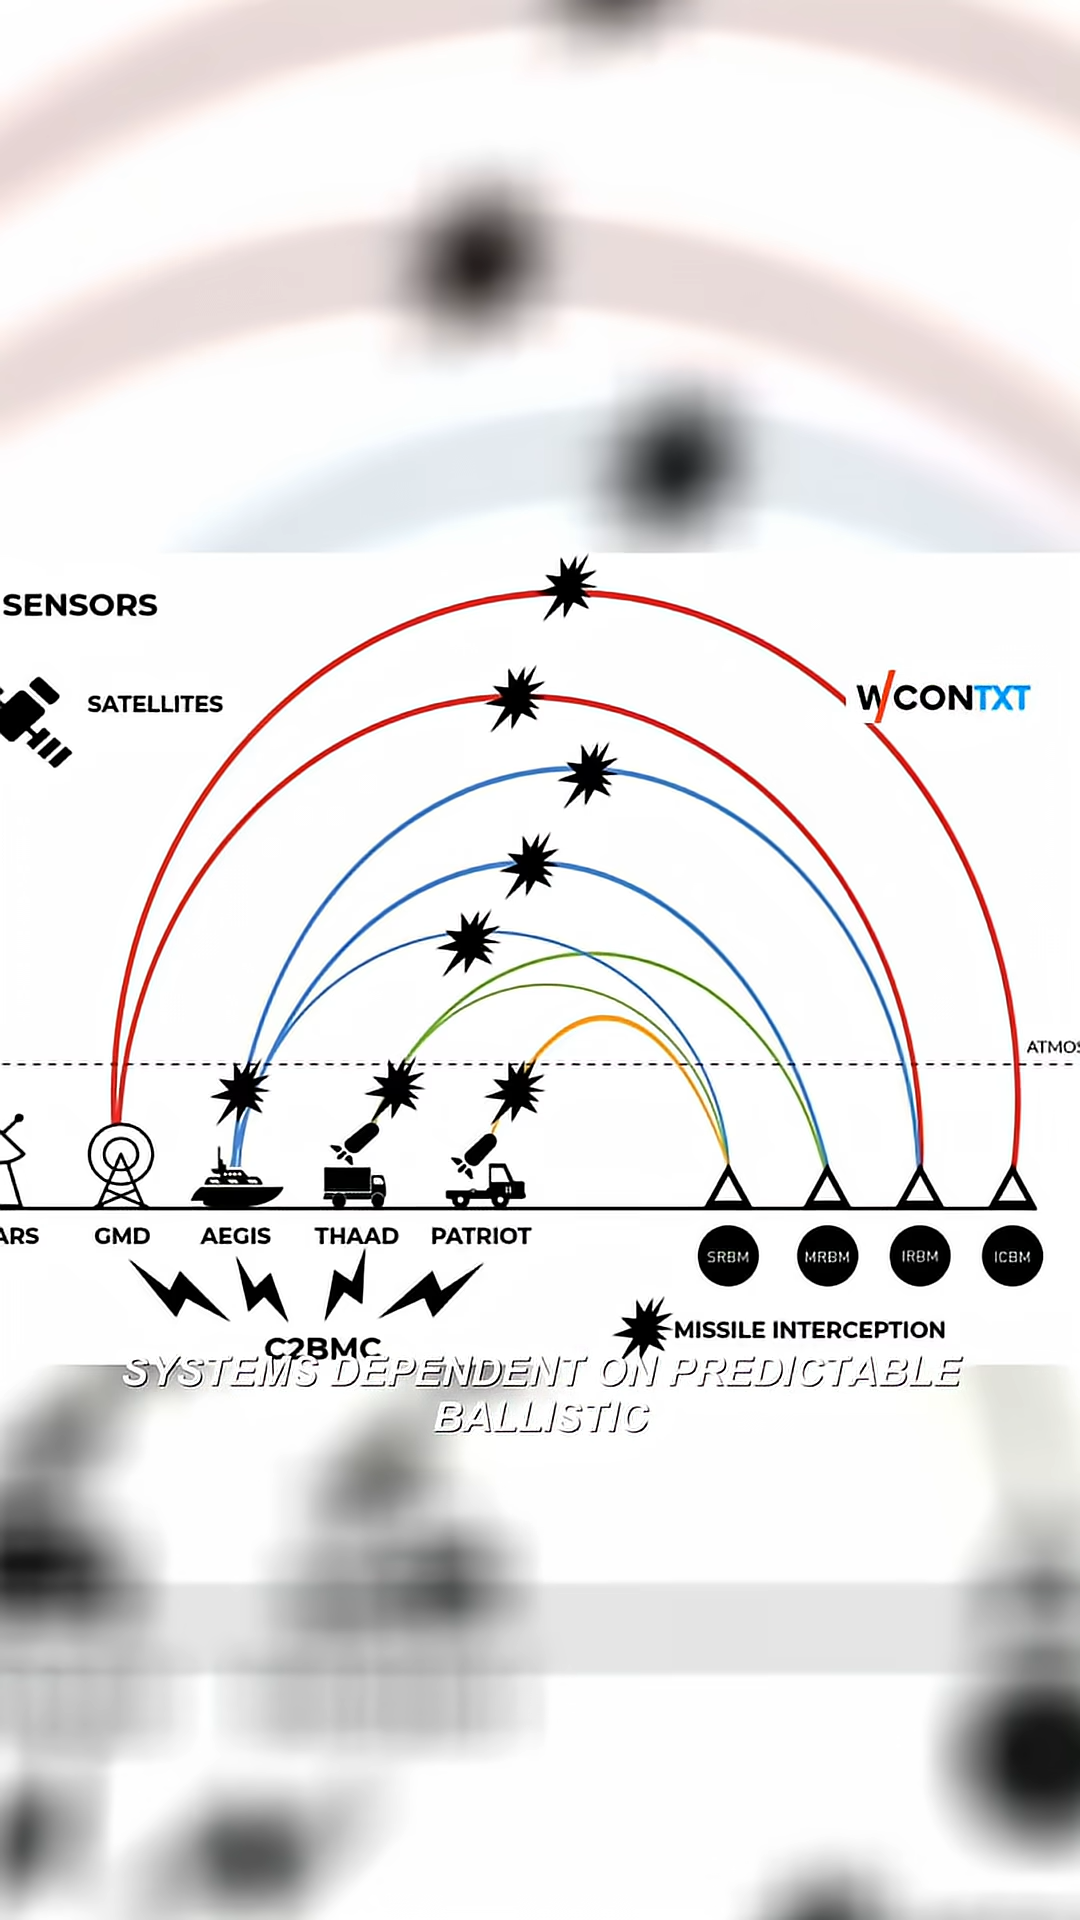 SENSORS
SATELLITES
W/CONTXT
ATMOS
ARS
GMD
AEGIS
THAAD
PATRIOT
SRBM
MRBM
IRBM
ICBM
MISSILE INTERCEPTION
C2BMC
SYSTEMS DEPENDENT ON PREDICTABLE
BALLISTIC